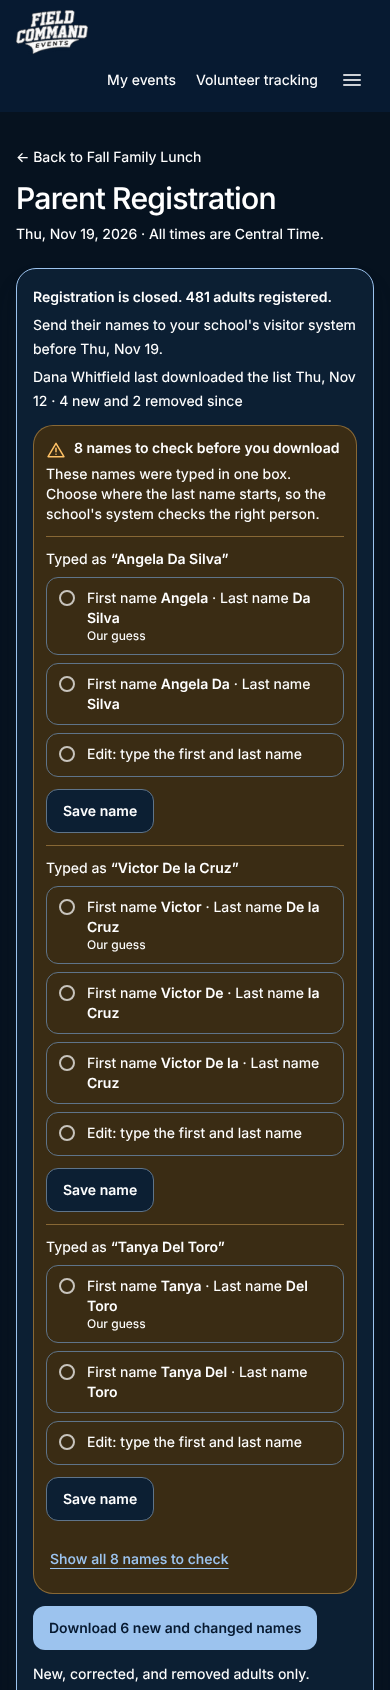 FIELD
COMMAND
EVENTS
My events Volunteer tracking
← Back to Fall Family Lunch
Parent Registration
Thu, Nov 19, 2026 · All times are Central Time.
Registration is closed. 481 adults registered.
Send their names to your school's visitor system
before Thu, Nov 19.
Dana Whitfield last downloaded the list Thu, Nov
12 · 4 new and 2 removed since
8 names to check before you download
These names were typed in one box.
Choose where the last name starts, so the
school's system checks the right person.
Typed as “Angela Da Silva”
First name Angela · Last name Da
Silva
Our guess
First name Angela Da · Last name
Silva
Edit: type the first and last name
Save name
Typed as “Victor De la Cruz”
First name Victor · Last name De la
Cruz
Our guess
First name Victor De · Last name la
Cruz
First name Victor De la · Last name
Cruz
Edit: type the first and last name
Save name
Typed as “Tanya Del Toro”
First name Tanya · Last name Del
Toro
Our guess
First name Tanya Del · Last name
Toro
Edit: type the first and last name
Save name
Show all 8 names to check
Download 6 new and changed names
New, corrected, and removed adults only.